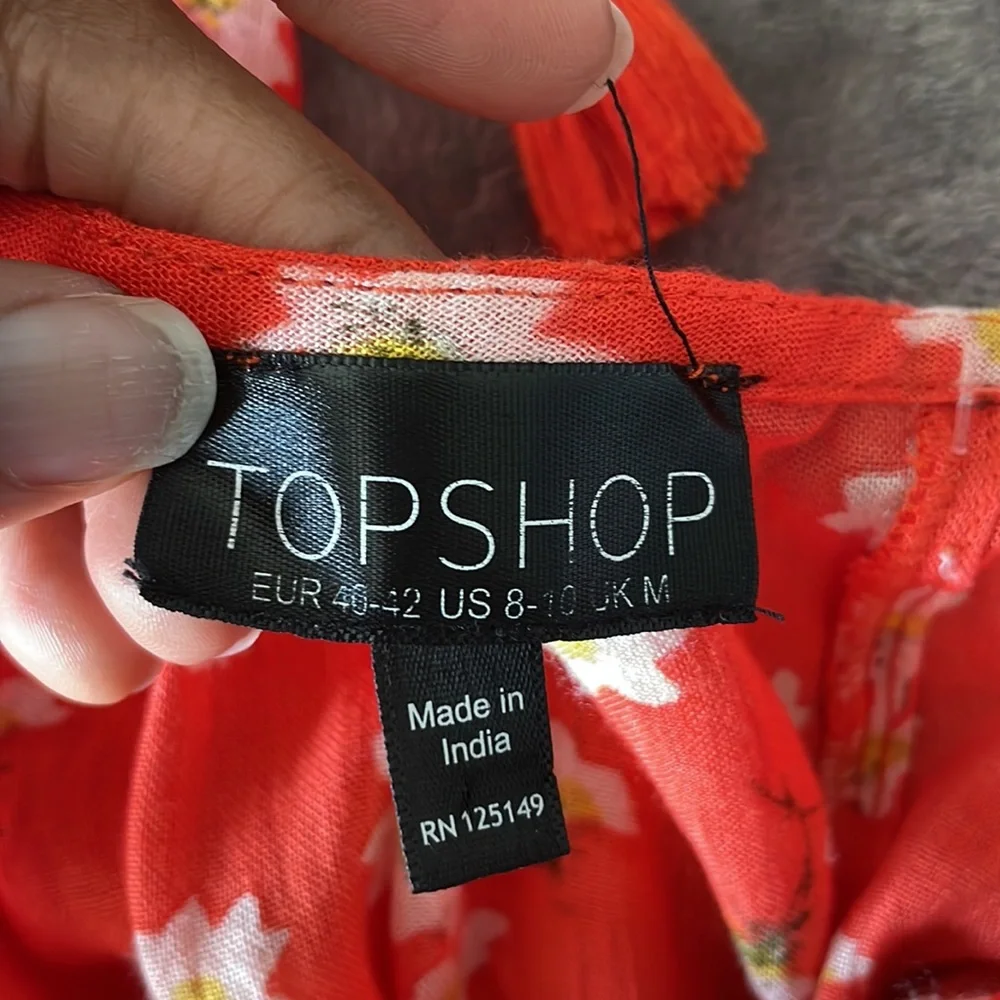 TOPSHOP
EUR 40-42 US 8-10 UK M
Made in
India
RN 125149